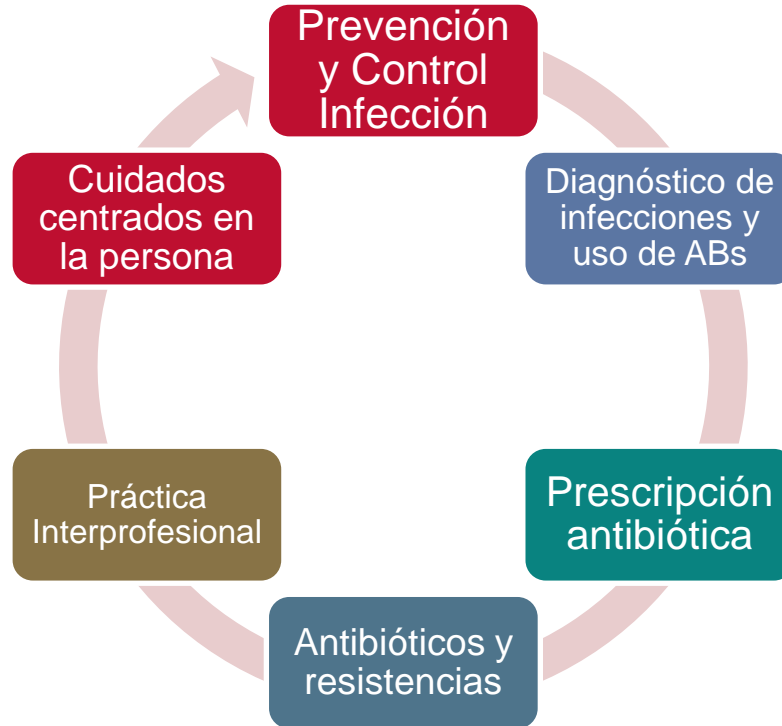 Prevención
y Control
Infección
Diagnóstico de
infecciones y
uso de ABs
Prescripción
antibiótica
Antibióticos y
resistencias
Práctica
Interprofesional
Cuidados
centrados en
la persona